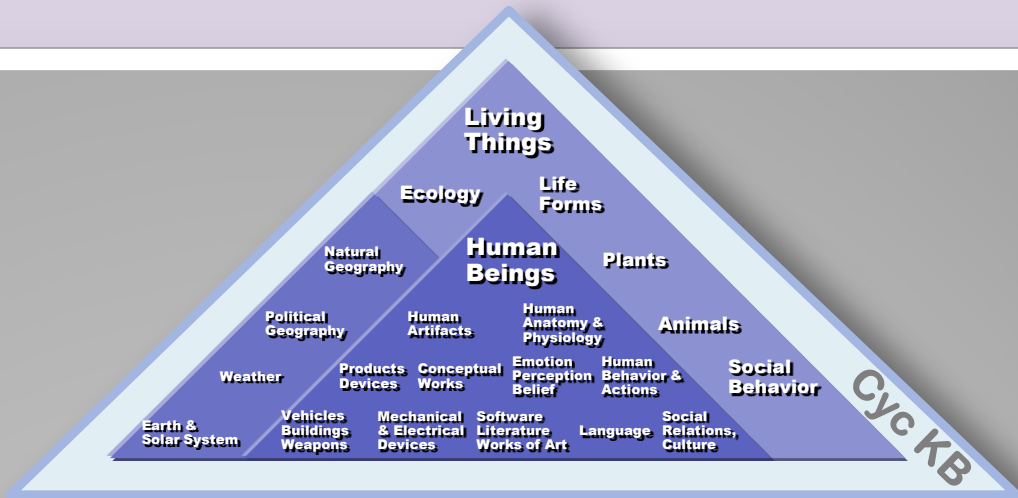 Living
Things
Ecology
Life
Forms
Natural
Geography
Human
Beings
Plants
Political
Geography
Human
Artifacts
Human
Anatomy &
Physiology
Animals
Weather
Products
Devices
Conceptual
Works
Emotion
Perception
Belief
Human
Behavior &
Actions
Social
Behavior
Earth &
Solar System
Vehicles
Buildings
Weapons
Mechanical
& Electrical
Devices
Software
Literature
Works of Art
Language
Social
Relations,
Culture
Cyc KB